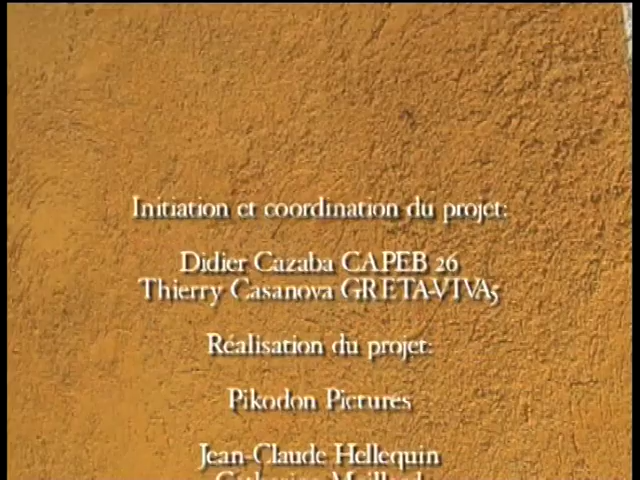 Initiation et coordination du projet:
Didier Cazaba CAPEB 26
Thierry Casanova GRETA-VIVA5
Réalisation du projet:
Pikodon Pictures
Jean-Claude Hellequin